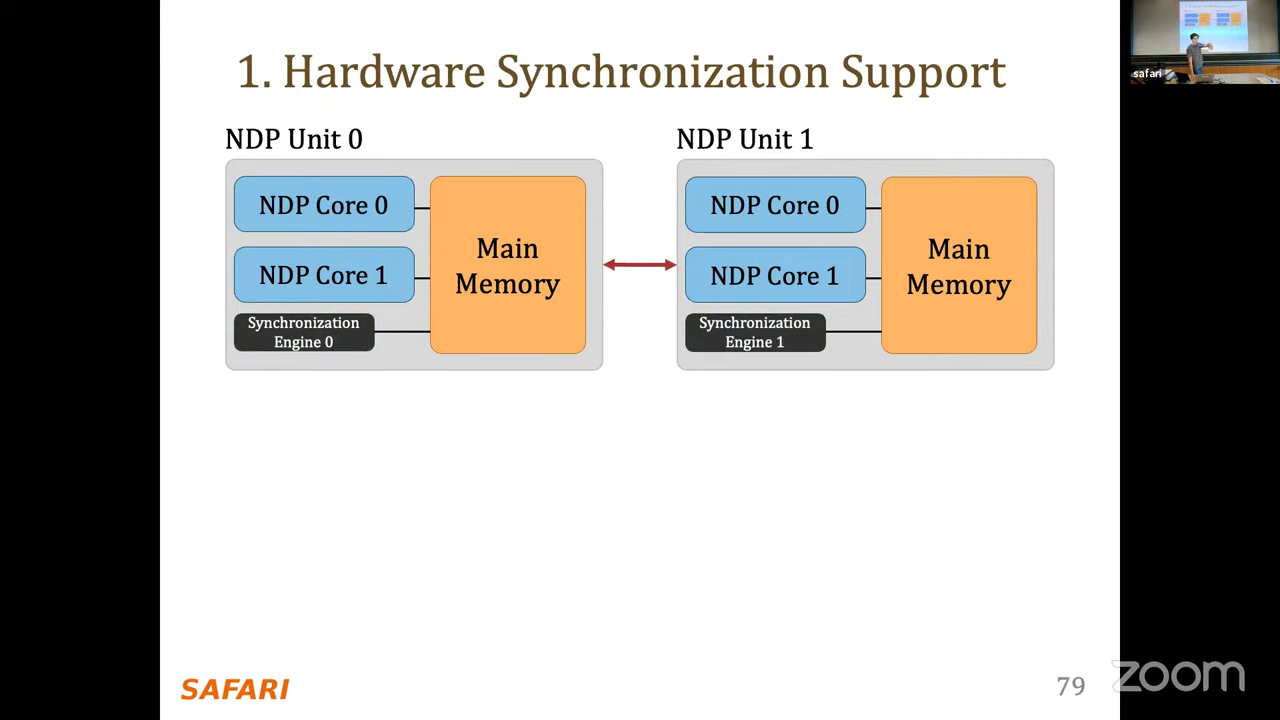 1. Hardware Synchronization Support
NDP Unit 0
NDP Unit 1
NDP Core 0
NDP Core 1
Synchronization
Engine 0
Main
Memory
NDP Core 0
NDP Core 1
Synchronization
Engine 1
Main
Memory
SAFARI
79
zoom
safari